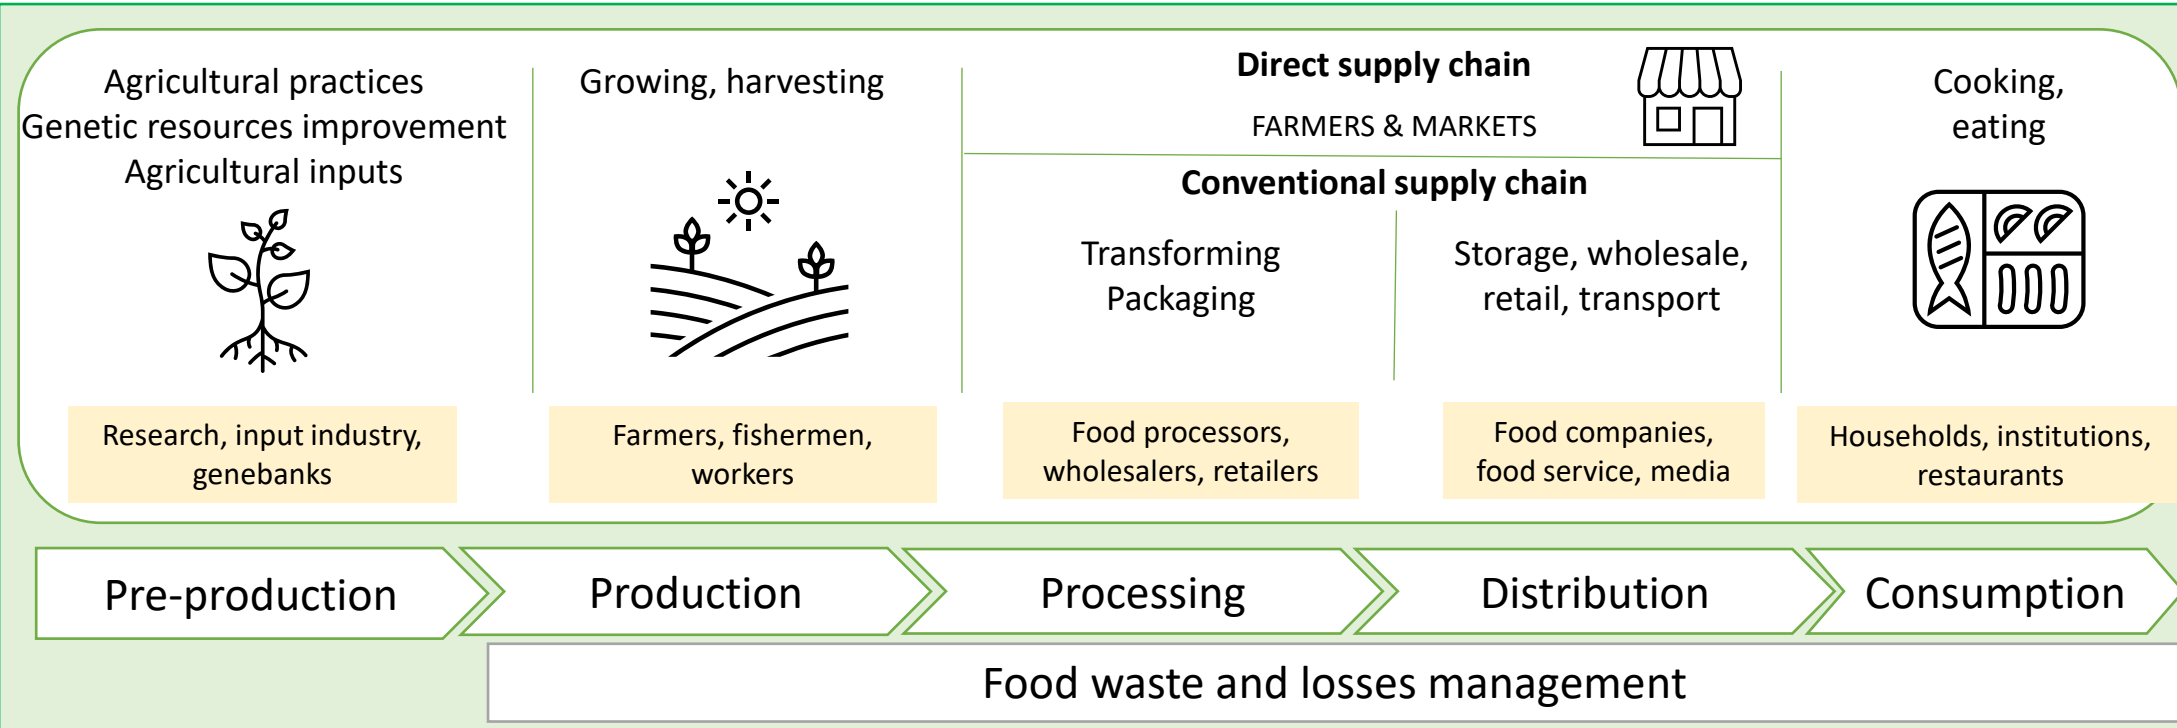 Agricultural practices
Genetic resources improvement
Agricultural inputs
Research, input industry,
genebanks
Growing, harvesting
Farmers, fishermen,
workers
Direct supply chain
FARMERS & MARKETS
Conventional supply chain
Transforming
Packaging
Food processors,
wholesalers, retailers
Storage, wholesale,
retail, transport
Food companies,
food service, media
Cooking,
eating
Households, institutions,
restaurants
Pre-production
Production
Processing
Distribution
Consumption
Food waste and losses management